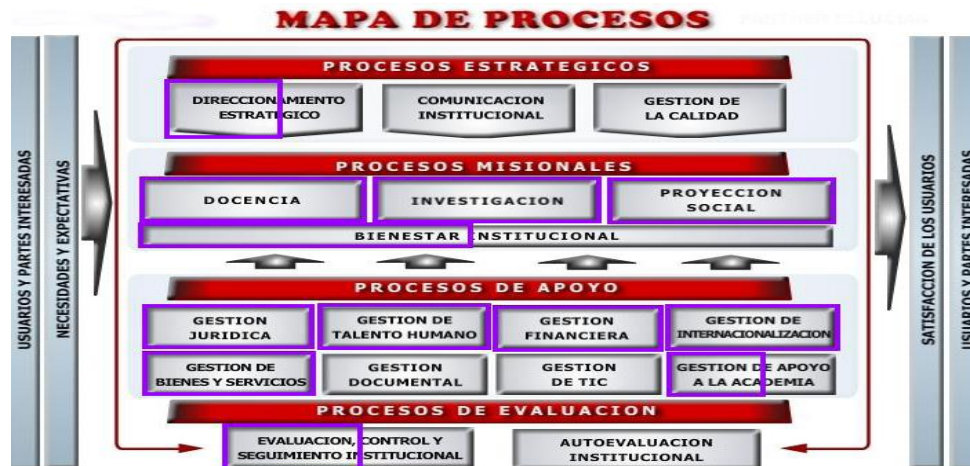 MAPA DE PROCESOS
USUARIOS Y PARTES INTERESADAS
NECESIDADES Y EXPECTATIVAS
PROCESOS ESTRATEGICOS
DIRECCIONAMIENTO
ESTRATEGICO
COMUNICACION
INSTITUCIONAL
GESTION DE
LA CALIDAD
PROCESOS MISIONALES
DOCENCIA
INVESTIGACION
PROYECCION
SOCIAL
BIENESTAR INSTITUCIONAL
PROCESOS DE APOYO
GESTION
JURIDICA
GESTION DE
TALENTO HUMANO
GESTION
FINANCIERA
GESTION DE
INTERNACIONALIZACION
GESTION DE
BIENES Y SERVICIOS
GESTION
DOCUMENTAL
GESTION
DE TIC
GESTION DE APOYO
A LA ACADEMIA
PROCESOS DE EVALUACION
EVALUACION, CONTROL Y
SEGUIMIENTO INSTITUCIONAL
AUTOEVALUACION
INSTITUCIONAL
SATISFACCION DE LOS USUARIOS
USUARIOS Y PARTES INTERESADAS